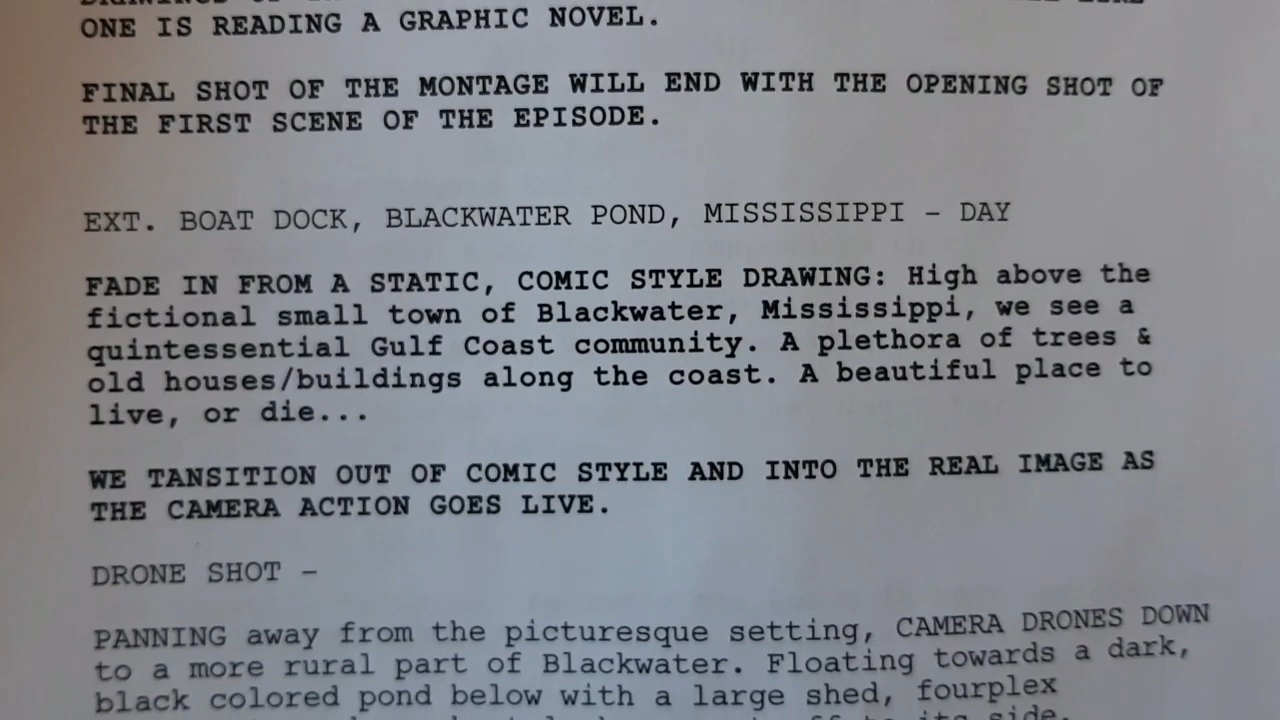 ONE IS READING A GRAPHIC NOVEL.
FINAL SHOT OF THE MONTAGE WILL END WITH THE OPENING SHOT OF
THE FIRST SCENE OF THE EPISODE.
EXT. BOAT DOCK, BLACKWATER POND, MISSISSIPPI - DAY
FADE IN FROM A STATIC, COMIC STYLE DRAWING: High above the
fictional small town of Blackwater, Mississippi, we see a
quintessential Gulf Coast community. A plethora of trees &
old houses/buildings along the coast. A beautiful place to
live, or die...
WE TANSITION OUT OF COMIC STYLE AND INTO THE REAL IMAGE AS
THE CAMERA ACTION GOES LIVE.
DRONE SHOT -
PANNING away from the picturesque setting, CAMERA DRONES DOWN
to a more rural part of Blackwater. Floating towards a dark,
black colored pond below with a large shed, fourplex
side.